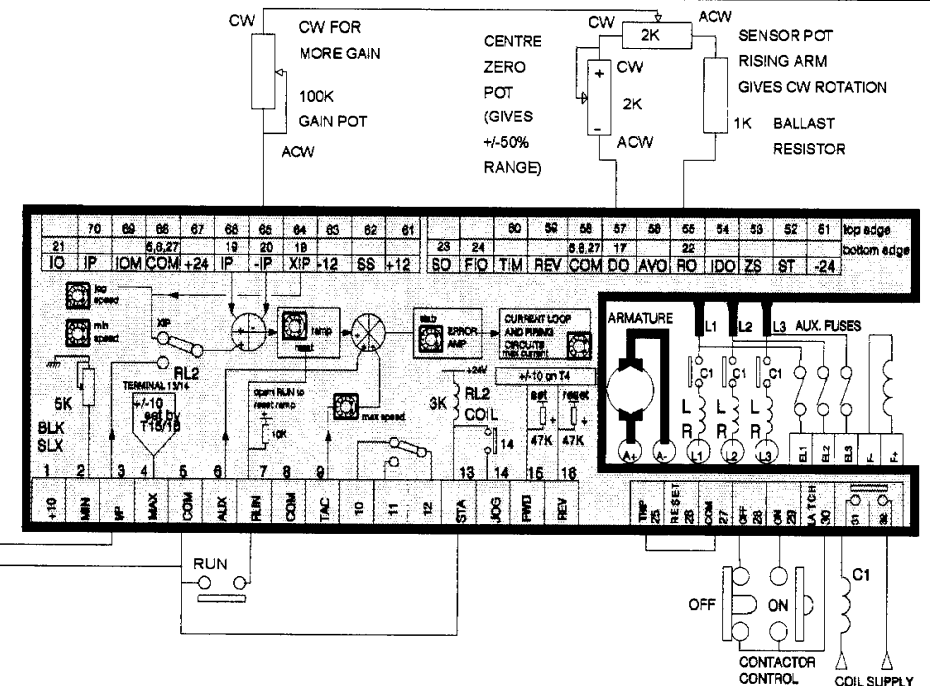 CW
CW FOR
MORE GAIN
100K
GAIN POT
ACW
CENTRE
ZERO
POT
(GIVES
+/-50%
RANGE)
CW
2K
ACW
+
CW
2K
-
ACW
SENSOR POT
RISING ARM
GIVES CW ROTATION
1K BALLAST
RESISTOR
70 69 68 67 66 65 64 63 62 61
60 59 58 57 56 55 54 53 52 51 top edge
21 5,8,27 19 20 18
23 24 5,8,27 17 22 bottom edge
IO IP IOM COM +24 IP -IP XIP -12 SS +12
SO FIO TIM REV COM DO AVO RO IDO ZS ST -24
jog
speed
min
speed
XIP
RL2
TERMINAL 13/14
+/-10
set by
T15/16
5K
BLK
SLX
+ -
+
ramp
reset
open RUN to
reset ramp
10K
max speed
ERROR
AMP
+24V
RL2
COIL
3K
14
CURRENT LOOP
AND FIRING
CIRCUITS
max current
+/-10 on T4
set reset
+ +
47K 47K
ARMATURE
A+ A-
L1 L2 L3 AUX. FUSES
C1 C1 C1
L L L
R R R
L1 L2 L3
EL1 EL2 EL3 F- F+
1 2 3 4 5 6 7 8 9 10 11 12 13 14 15 16
+10 MIN I/P MAX COM AUX RUN COM TAC STA JOG FWD REV
TRIP 25
RESET 26
COM 27
OFF 28
ON 29
LATCH 30
RUN
OFF
ON
C1
CONTACTOR
CONTROL
COIL SUPPLY